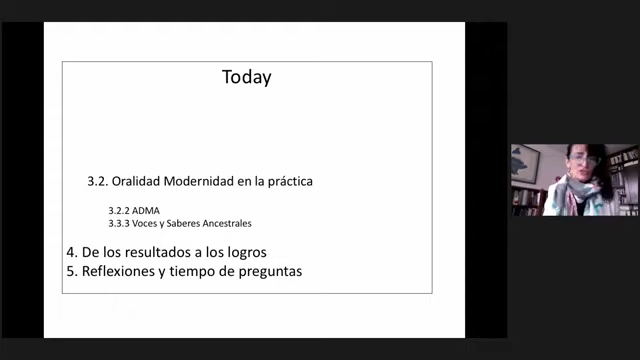 Today
3.2. Oralidad Modernidad en la práctica
3.2.2 ADMA
3.3.3 Voces y Saberes Ancestrales
4. De los resultados a los logros
5. Reflexiones y tiempo de preguntas